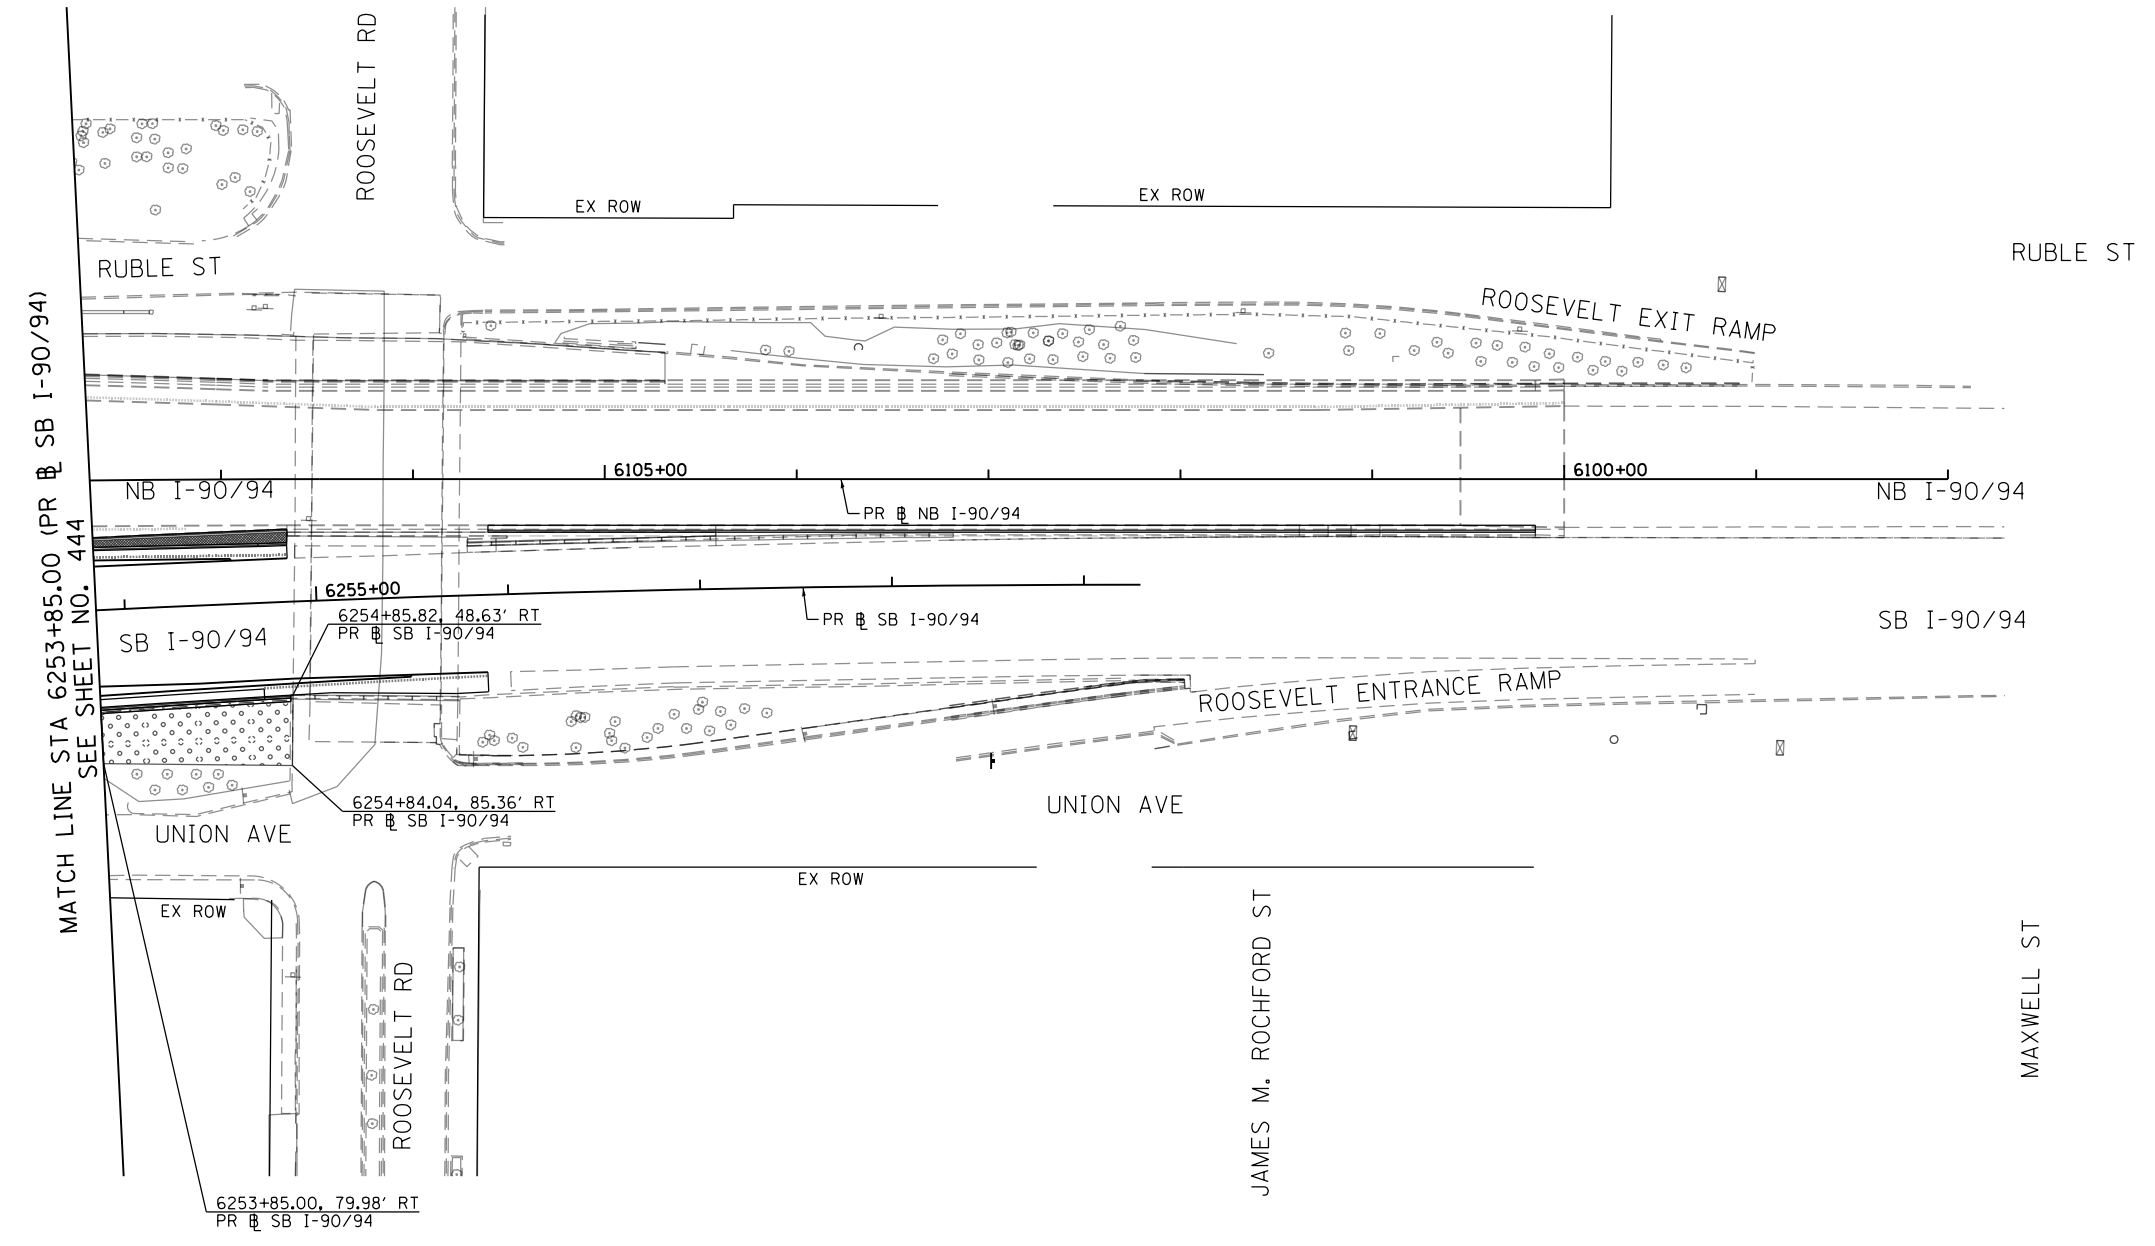 ROOSEVELT RD
EX ROW
EX ROW
RUBLE ST
RUBLE ST
ROOSEVELT EXIT RAMP
MATCH LINE STA 6253+85.00 (PR ℄ SB I-90/94)
SEE SHEET NO. 444
6105+00
6100+00
NB I-90/94
NB I-90/94
PR BL NB I-90/94
6255+00
6254+85.82, 48.63' RT
PR BL SB I-90/94
PR BL SB I-90/94
SB I-90/94
SB I-90/94
ROOSEVELT ENTRANCE RAMP
6254+84.04, 85.36' RT
PR BL SB I-90/94
UNION AVE
UNION AVE
EX ROW
EX ROW
ROOSEVELT RD
JAMES M. ROCHFORD ST
MAXWELL ST
6253+85.00, 79.98' RT
PR BL SB I-90/94